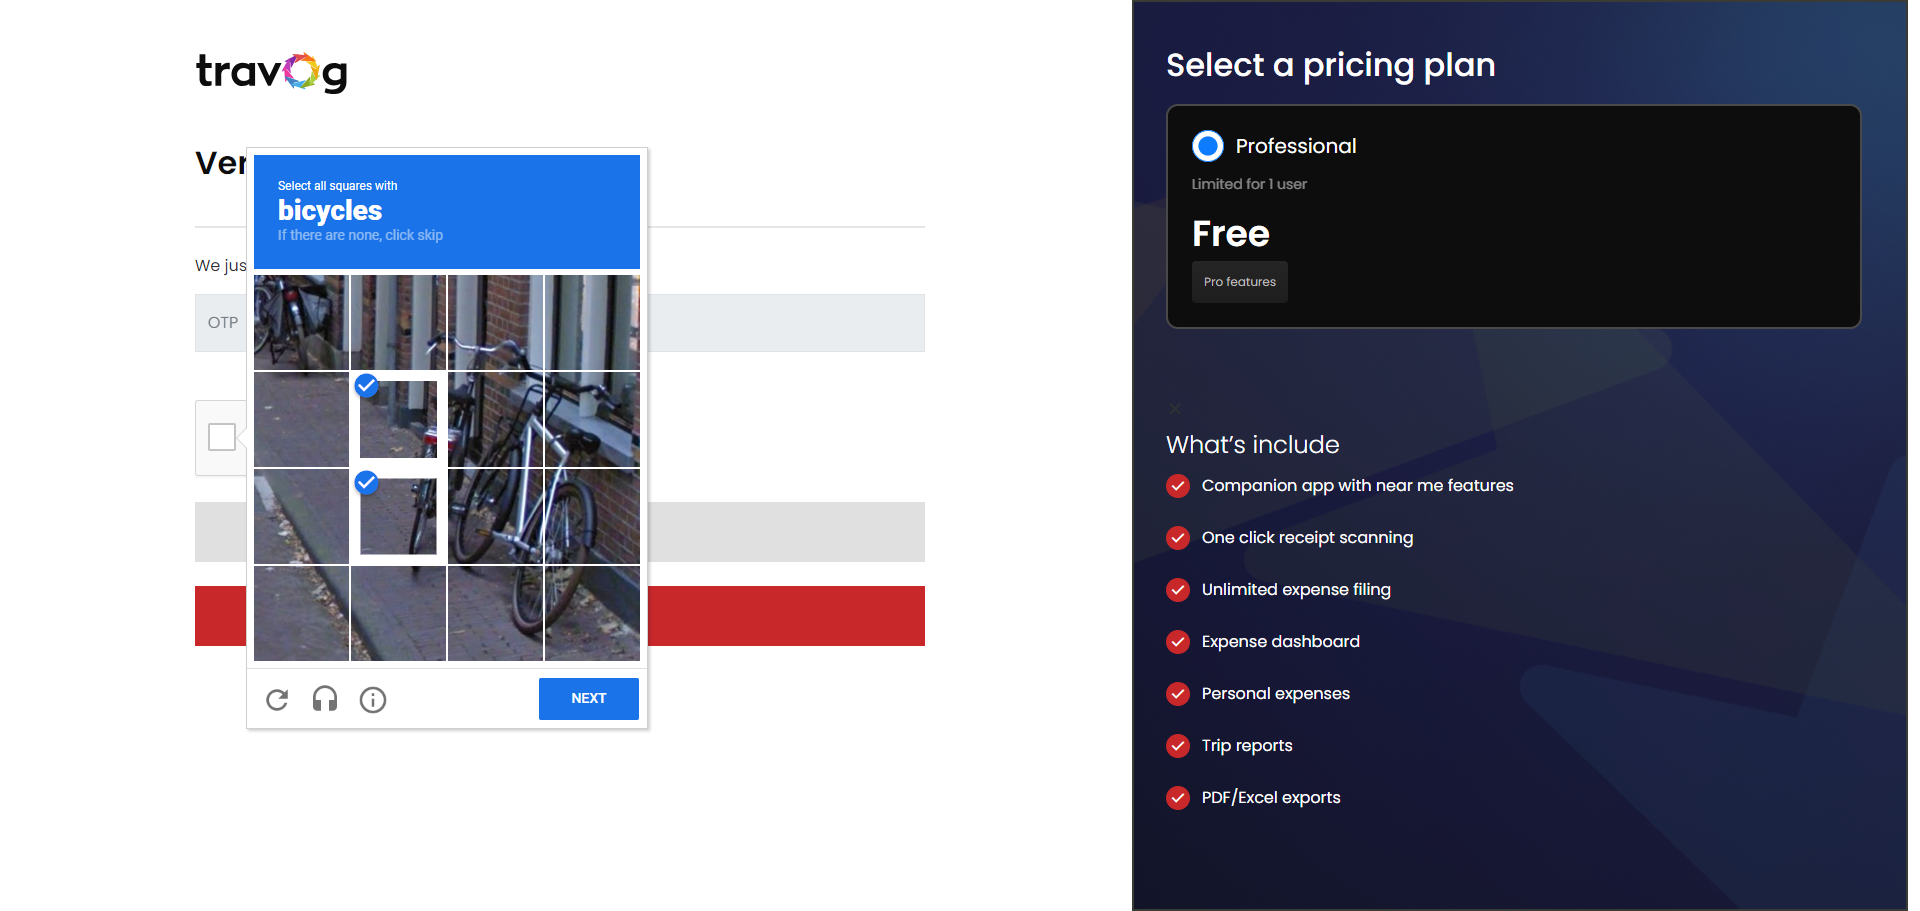 travog
Ver
We jus
OTP
Select all squares with
bicycles
If there are none, click skip
NEXT
Select a pricing plan
Professional
Limited for 1 user
Free
Pro features
What's include
Companion app with near me features
One click receipt scanning
Unlimited expense filing
Expense dashboard
Personal expenses
Trip reports
PDF/Excel exports